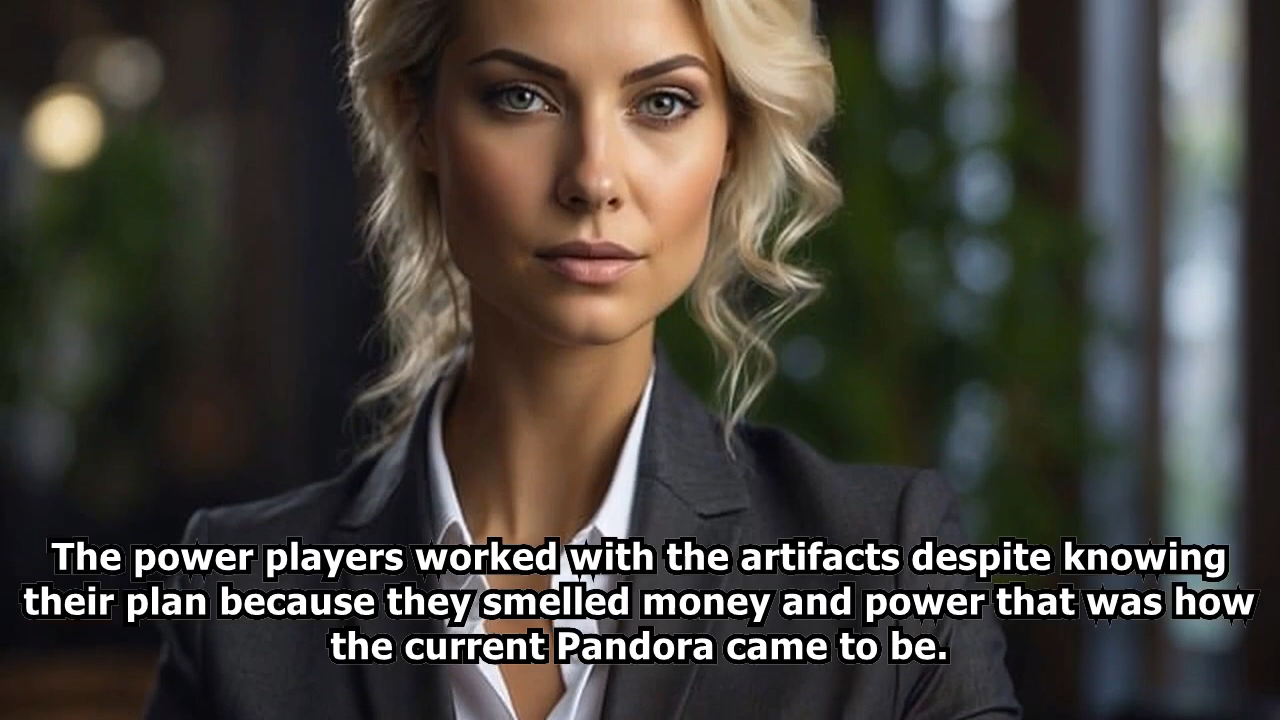 The power players worked with the artifacts despite knowing
their plan because they smelled money and power that was how
the current Pandora came to be.